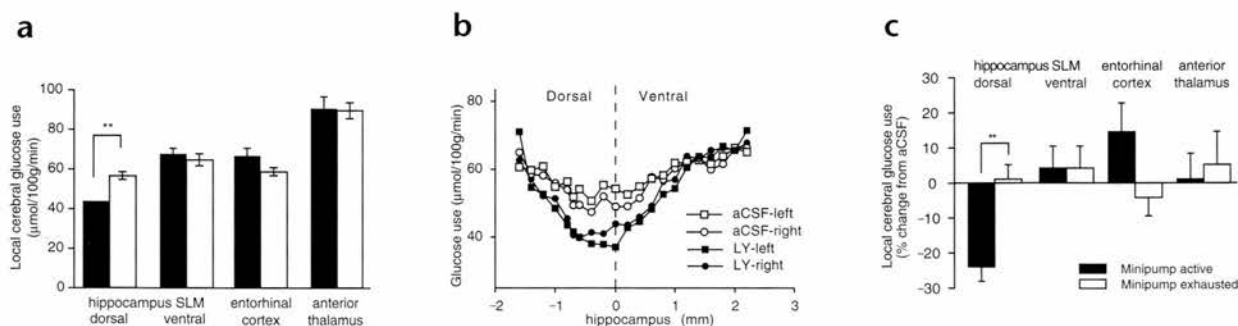 a
Local cerebral glucose use
(μmol/100g/min)
100
80
60
40
20
0
**
hippocampus SLM
dorsal
ventral
entorhinal
cortex
anterior
thalamus
b
Glucose use (μmol/100g/min)
80
60
40
Dorsal
Ventral
aCSF-left
aCSF-right
LY-left
LY-right
−2
−1
0
1
2
hippocampus (mm)
c
Local cerebral glucose use
(% change from aCSF)
hippocampus SLM
dorsal
ventral
entorhinal
cortex
anterior
thalamus
30
20
10
0
-10
-20
-30
**
Minipump active
Minipump exhausted